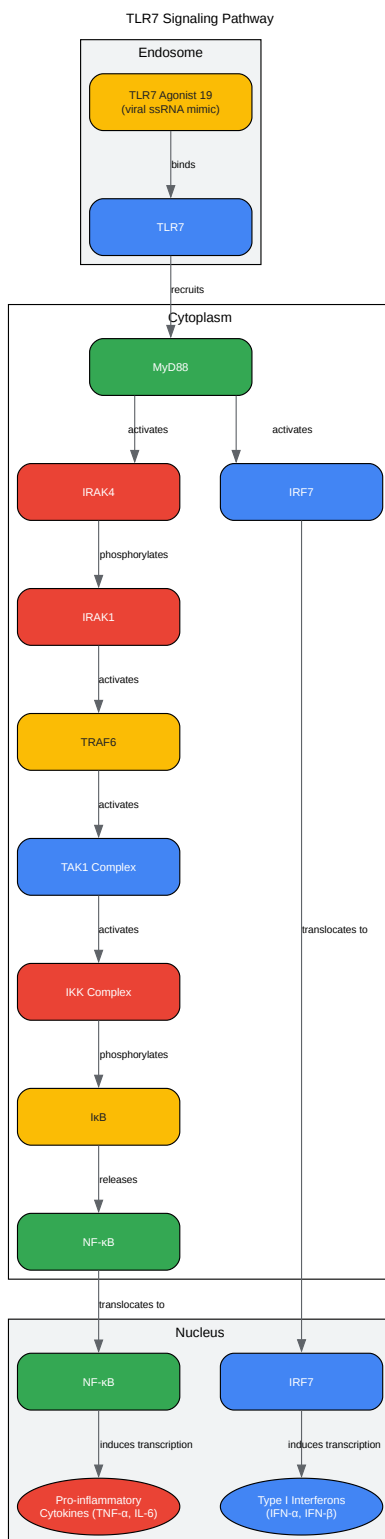 TLR7 Signaling Pathway
Endosome
TLR7 Agonist 19
(viral ssRNA mimic)
binds
TLR7
recruits
Cytoplasm
MyD88
activates
activates
IRAK4
IRF7
phosphorylates
IRAK1
activates
TRAF6
activates
TAK1 Complex
activates
translocates to
IKK Complex
phosphorylates
IκB
releases
NF-κB
translocates to
Nucleus
NF-κB
IRF7
induces transcription
induces transcription
Pro-inflammatory
Cytokines (TNF-α, IL-6)
Type I Interferons
(IFN-α, IFN-β)